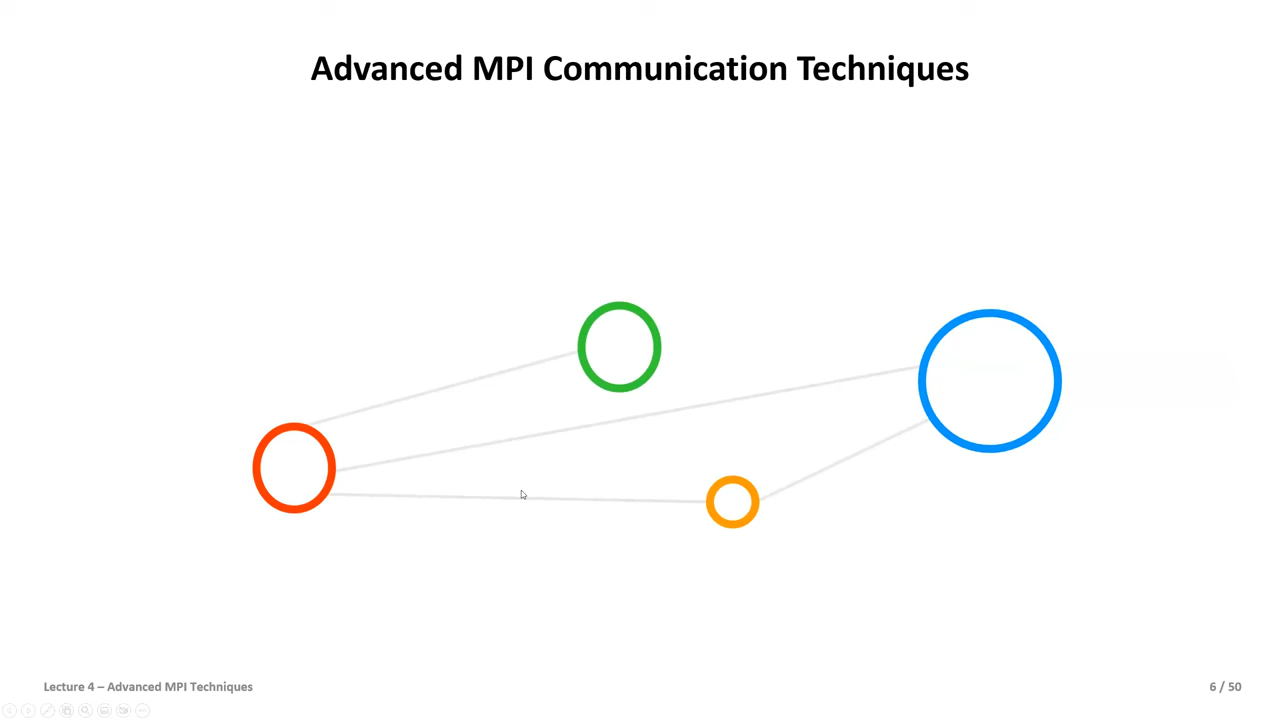 Advanced MPI Communication Techniques
Lecture 4 – Advanced MPI Techniques
6 / 50